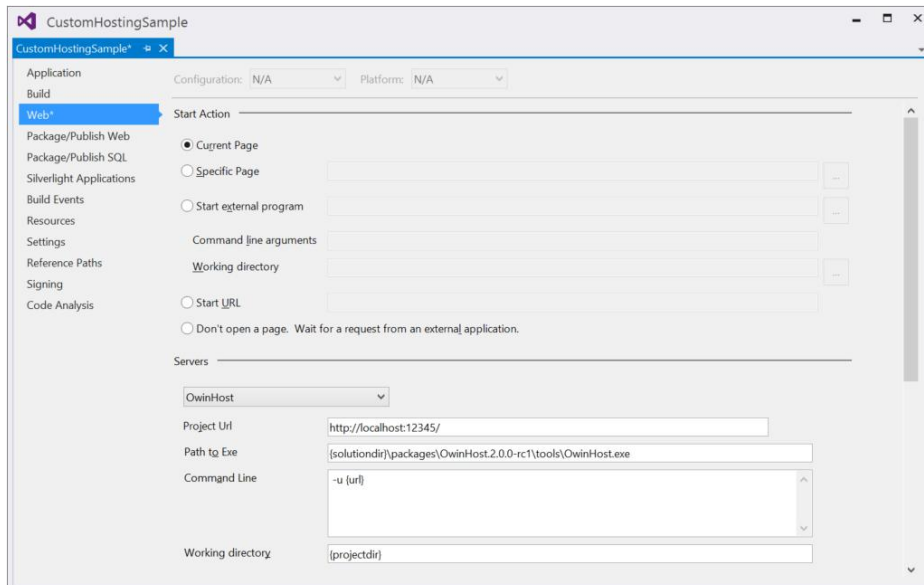 CustomHostingSample
CustomHostingSample*
Application
Build
Web*
Package/Publish Web
Package/Publish SQL
Silverlight Applications
Build Events
Resources
Settings
Reference Paths
Signing
Code Analysis
Configuration: N/A Platform: N/A
Start Action
Current Page
Specific Page ...
Start external program ...
Command line arguments
Working directory ...
Start URL
Don't open a page. Wait for a request from an external application.
Servers
OwinHost
Project Url http://localhost:12345/
Path to Exe {solutiondir}\packages\OwinHost.2.0.0-rc1\tools\OwinHost.exe
Command Line -u {url}
Working directory {projectdir}